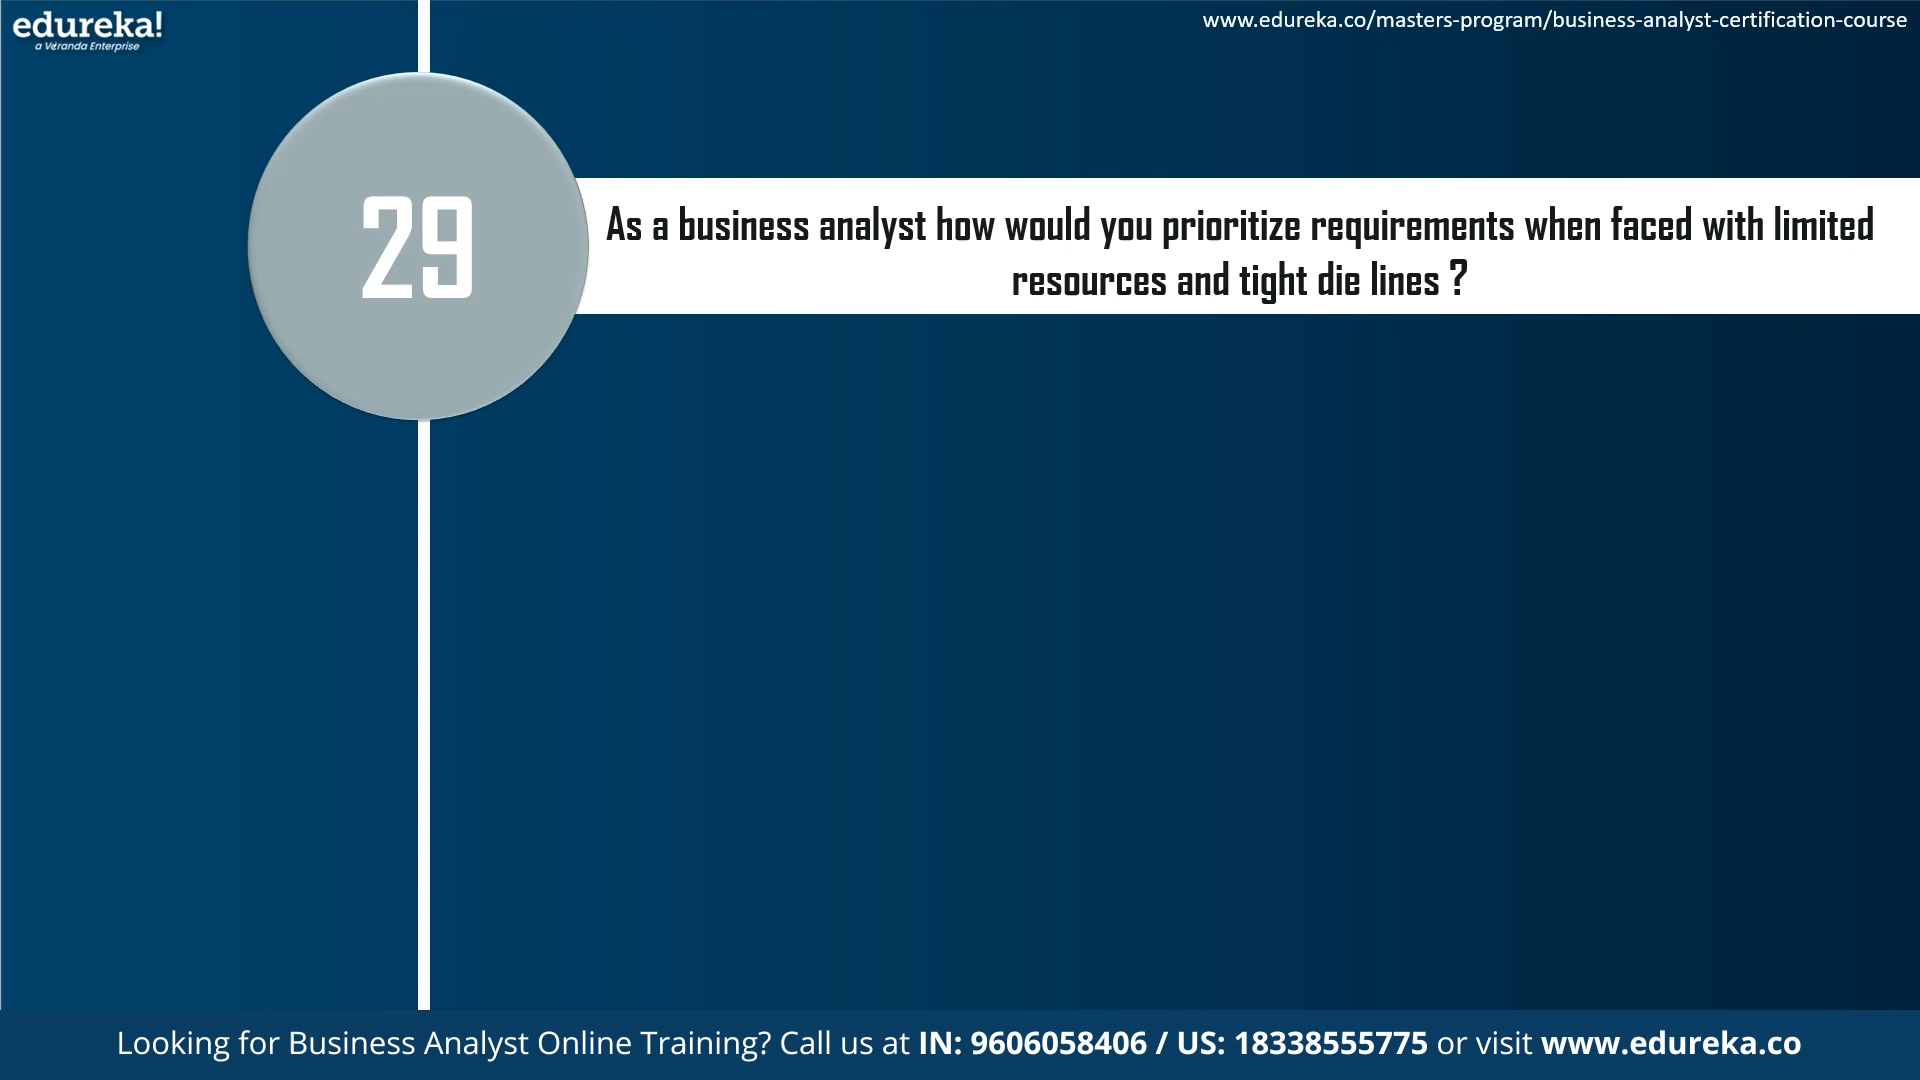 edureka!
a Veranda Enterprise
www.edureka.co/masters-program/business-analyst-certification-course
29
As a business analyst how would you prioritize requirements when faced with limited
resources and tight die lines ?
Looking for Business Analyst Online Training? Call us at IN: 9606058406 / US: 18338555775 or visit www.edureka.co